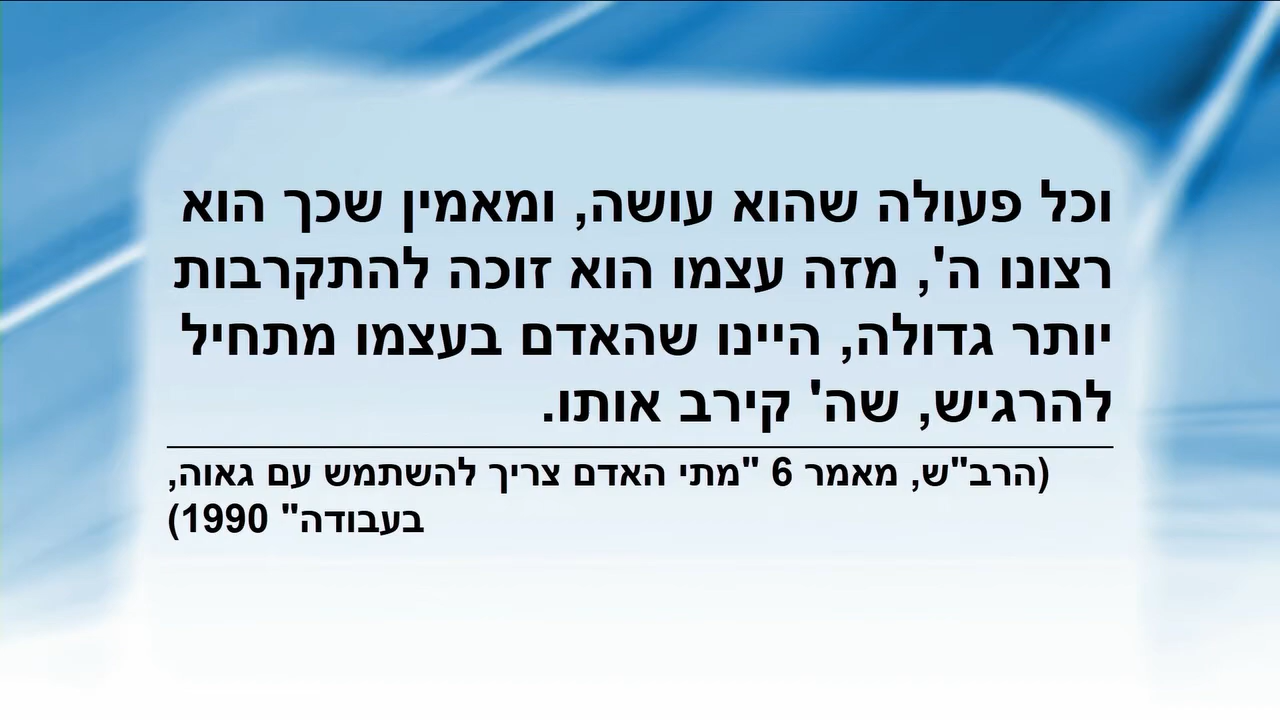 וכל פעולה שהוא עושה, ומאמין שכך הוא
רצונו ה', מזה עצמו הוא זוכה להתקרבות
יותר גדולה, היינו שהאדם בעצמו מתחיל
להרגיש, שה' קירב אותו.
(הרב"ש, מאמר 6 "מתי האדם צריך להשתמש עם גאוה,
בעבודה" 1990)